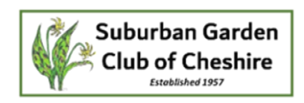 Suburban Garden
Club of Cheshire
Established 1957